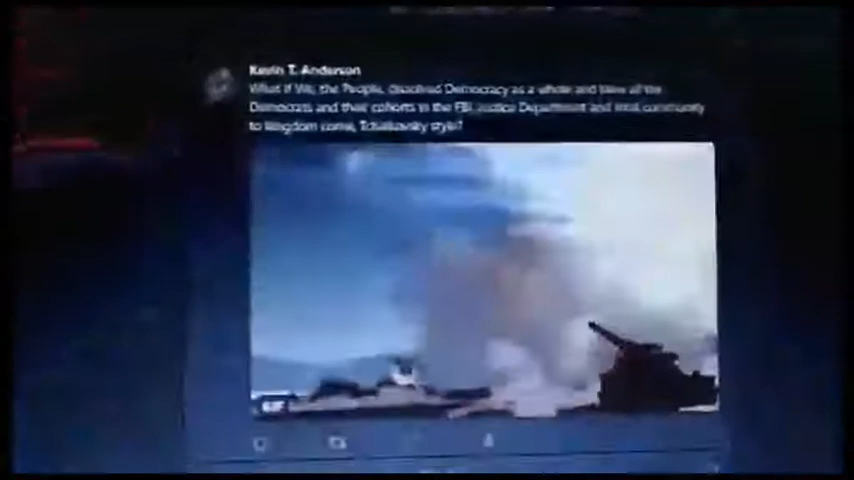 Kevin T. Anderson
What if We, the People, dissolved Democracy as a whole and blew all the
Democrats and their cohorts in the FBI, Justice Department and intel community
to kingdom come, Tchaikovsky style?